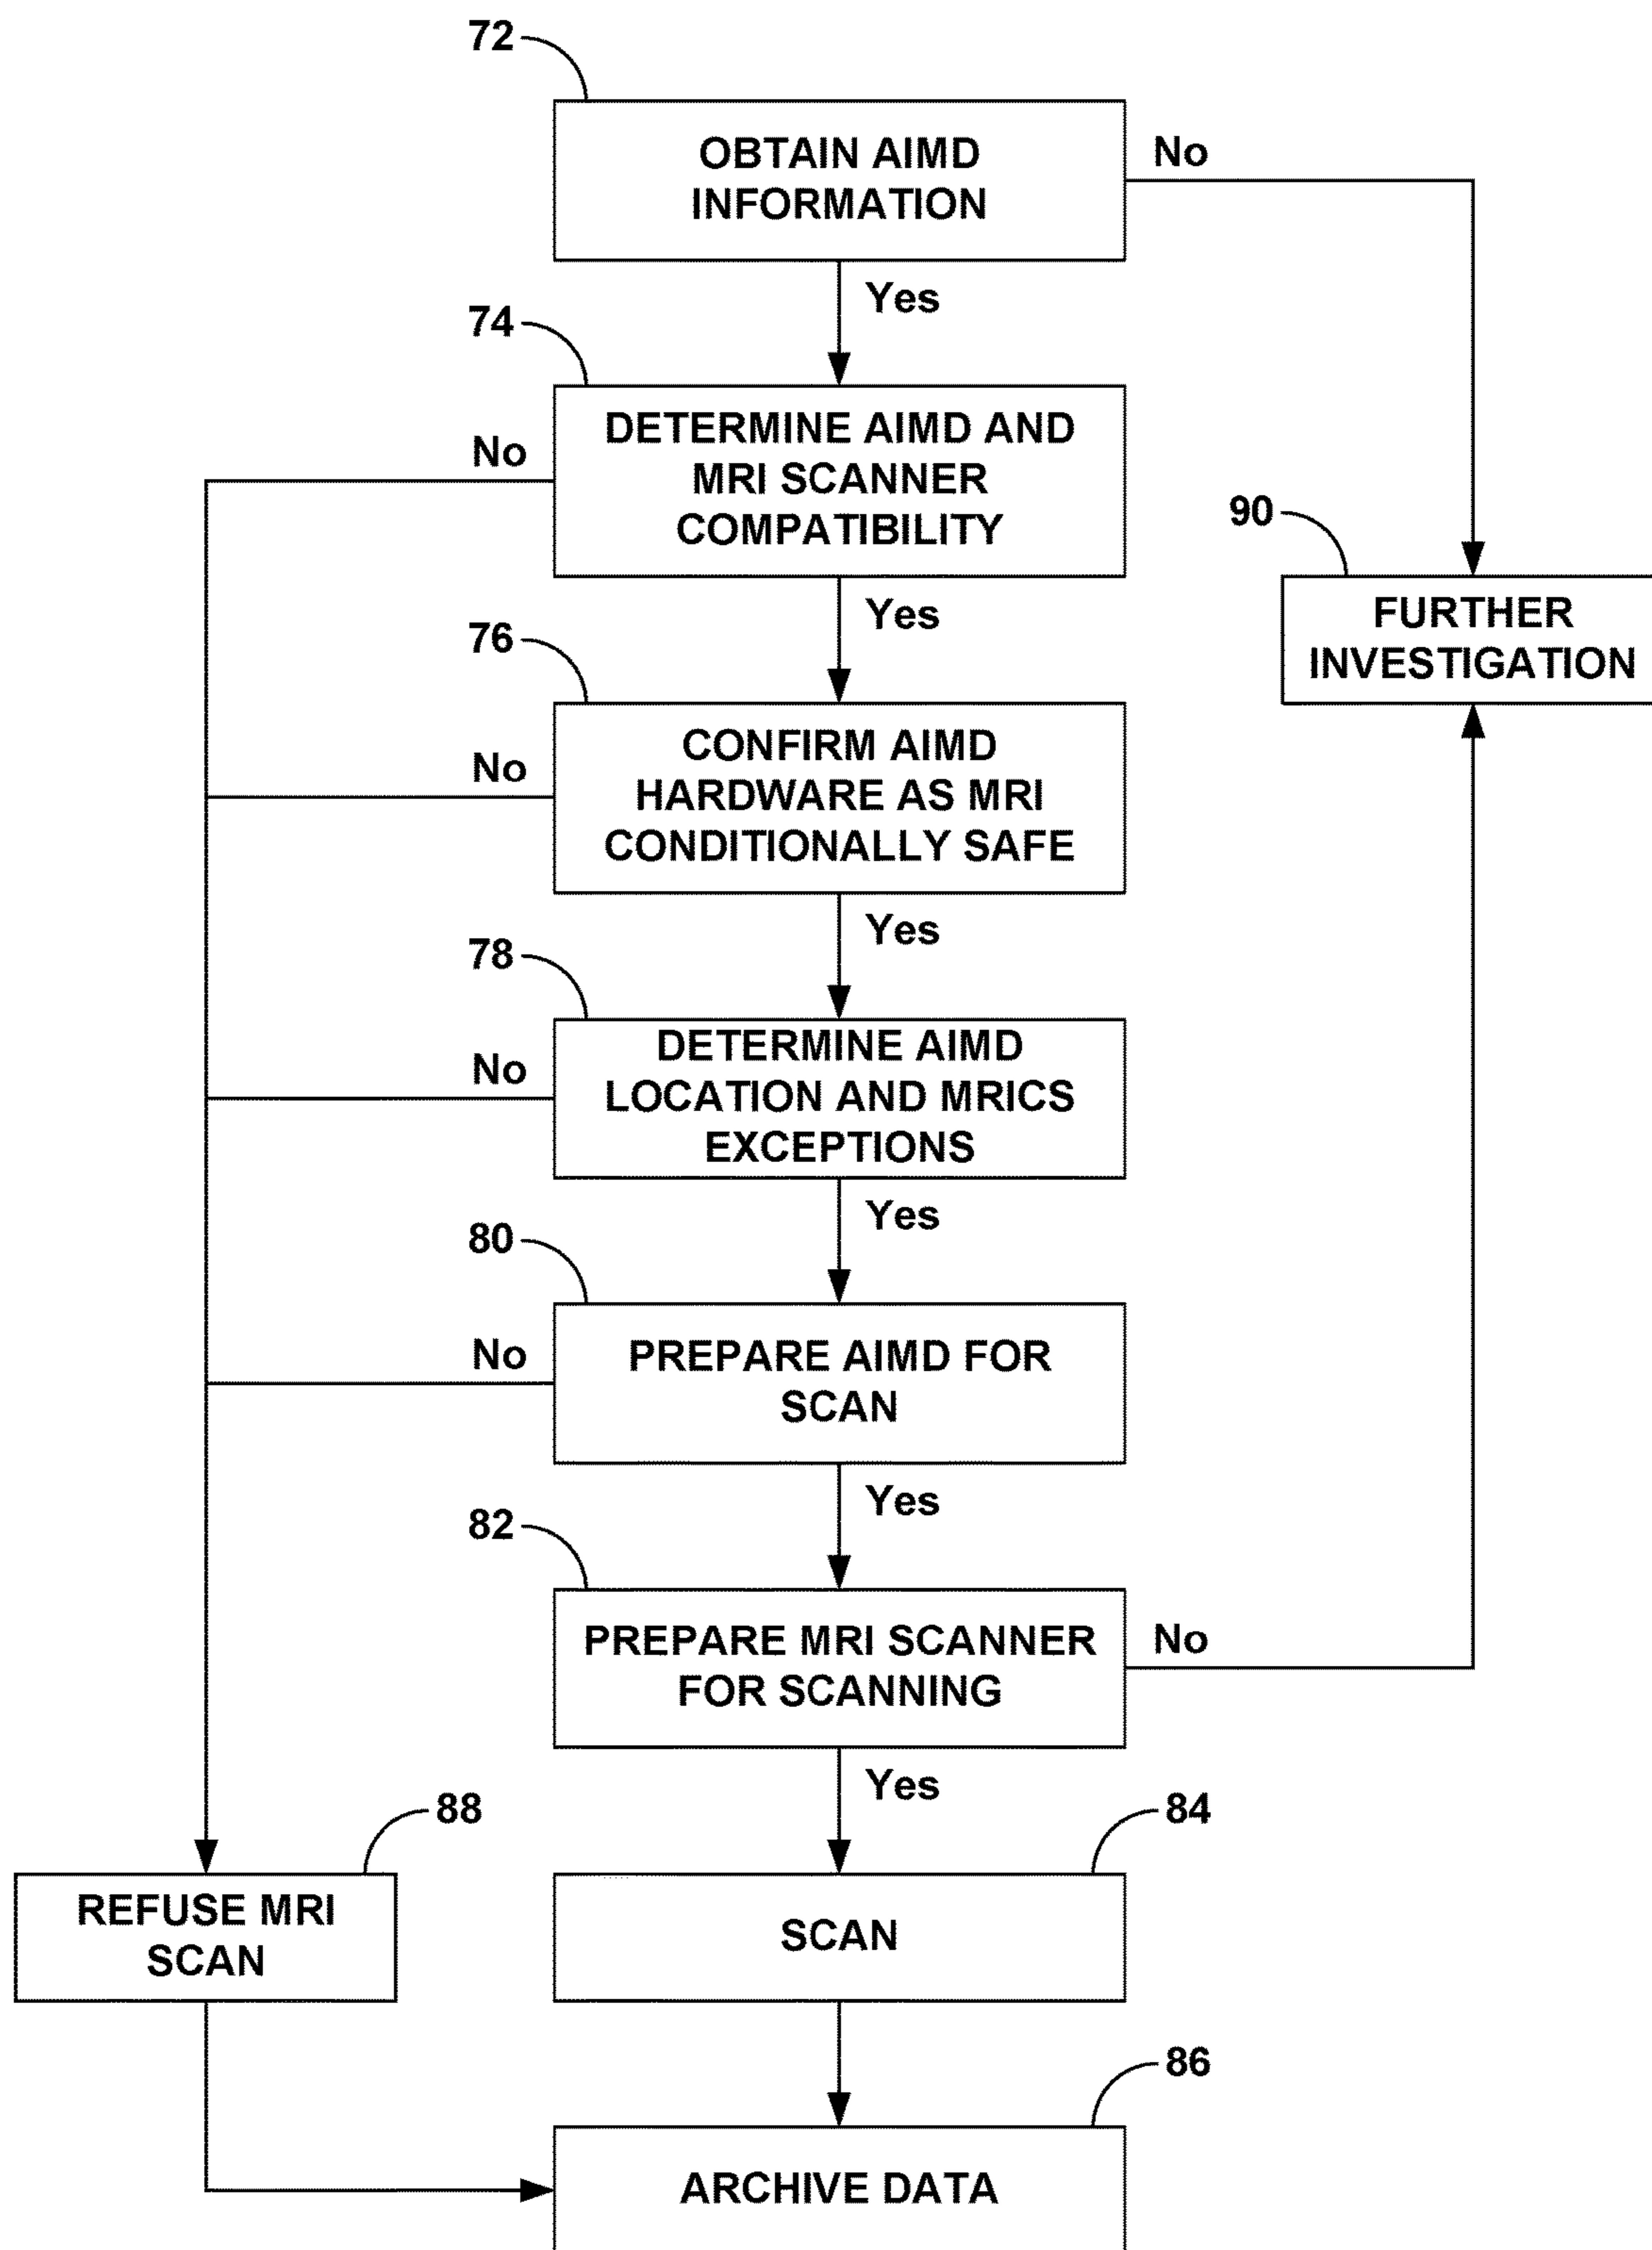 72
OBTAIN AIMD
INFORMATION
No
Yes
74
DETERMINE AIMD AND
MRI SCANNER
COMPATIBILITY
No
90
FURTHER
INVESTIGATION
Yes
76
CONFIRM AIMD
HARDWARE AS MRI
CONDITIONALLY SAFE
No
Yes
78
DETERMINE AIMD
LOCATION AND MRICS
EXCEPTIONS
No
Yes
80
PREPARE AIMD FOR
SCAN
No
Yes
82
PREPARE MRI SCANNER
FOR SCANNING
No
Yes
88
REFUSE MRI
SCAN
84
SCAN
86
ARCHIVE DATA